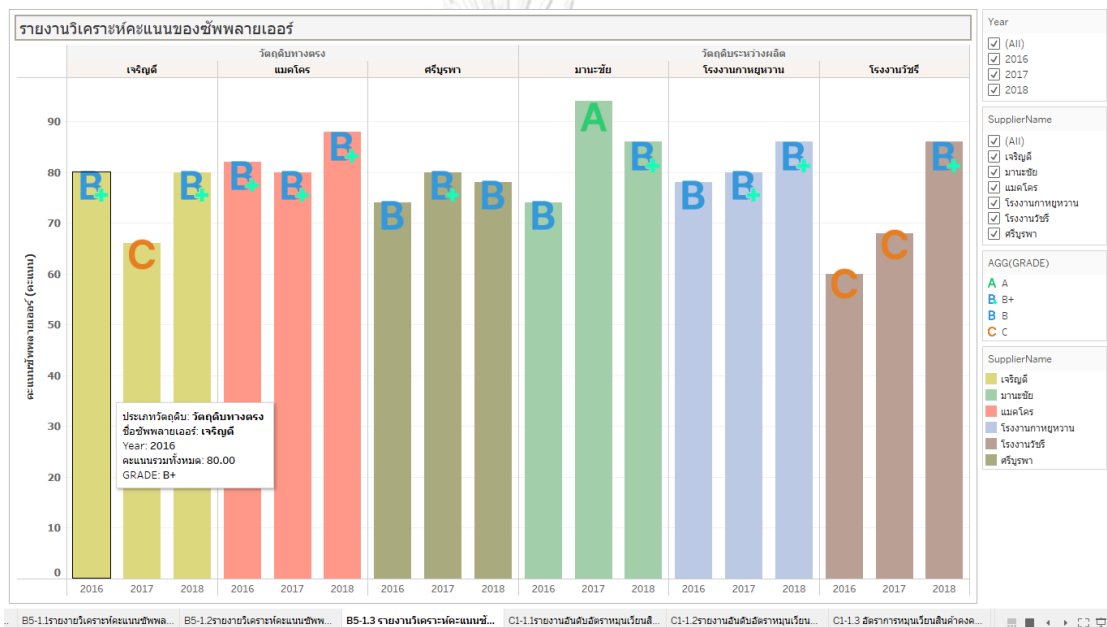 รายงานวิเคราะห์คะแนนของซัพพลายเออร์
วัตถุดิบทางตรง
วัตถุดิบระหว่างผลิต
เจริญดี
แมคโคร
ศรีบุรพา
มานะชัย
โรงงานกาหยูหวาน
โรงงานวัชรี
คะแนนซัพพลายเออร์ (คะแนน)
90
80
70
60
50
40
30
20
10
0
B+ C B+ B+ B+ B+ B B+ B B A B+ B B+ B+ C C B+
ประเภทวัตถุดิบ: วัตถุดิบทางตรง
ชื่อซัพพลายเออร์: เจริญดี
Year: 2016
คะแนนรวมทั้งหมด: 80.00
GRADE: B+
2016 2017 2018 2016 2017 2018 2016 2017 2018 2016 2017 2018 2016 2017 2018 2016 2017 2018
Year
(All)
2016
2017
2018
SupplierName
(All)
เจริญดี
มานะชัย
แมคโคร
โรงงานกาหยูหวาน
โรงงานวัชรี
ศรีบุรพา
AGG(GRADE)
A A
B+ B+
B B
C C
SupplierName
เจริญดี
มานะชัย
แมคโคร
โรงงานกาหยูหวาน
โรงงานวัชรี
ศรีบุรพา
.. B5-1.1รายงายวิเคราะห์คะแนนซัพพล... B5-1.2รายงายวิเคราะห์คะแนนซัพพ... B5-1.3 รายงานวิเคราะห์คะแนนซั... C1-1.1รายงานอันดับอัตราหมุนเวียนสิ... C1-1.2รายงานอันดับอัตราหมุนเวียน... C1-1.3 อัตราการหมุนเวียนสินค้าคงค...